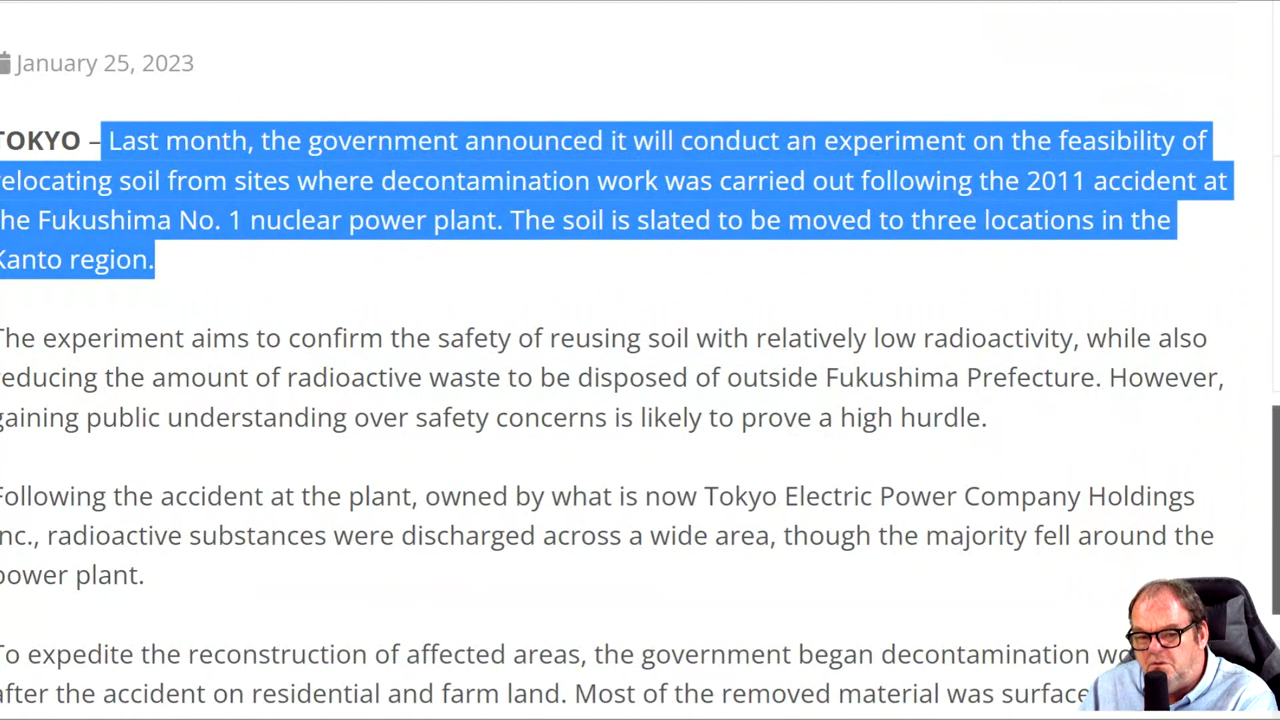 January 25, 2023
TOKYO – Last month, the government announced it will conduct an experiment on the feasibility of
relocating soil from sites where decontamination work was carried out following the 2011 accident at
the Fukushima No. 1 nuclear power plant. The soil is slated to be moved to three locations in the
Kanto region.
The experiment aims to confirm the safety of reusing soil with relatively low radioactivity, while also
reducing the amount of radioactive waste to be disposed of outside Fukushima Prefecture. However,
gaining public understanding over safety concerns is likely to prove a high hurdle.
Following the accident at the plant, owned by what is now Tokyo Electric Power Company Holdings
Inc., radioactive substances were discharged across a wide area, though the majority fell around the
power plant.
To expedite the reconstruction of affected areas, the government began decontamination
after the accident on residential and farm land. Most of the removed material was surface